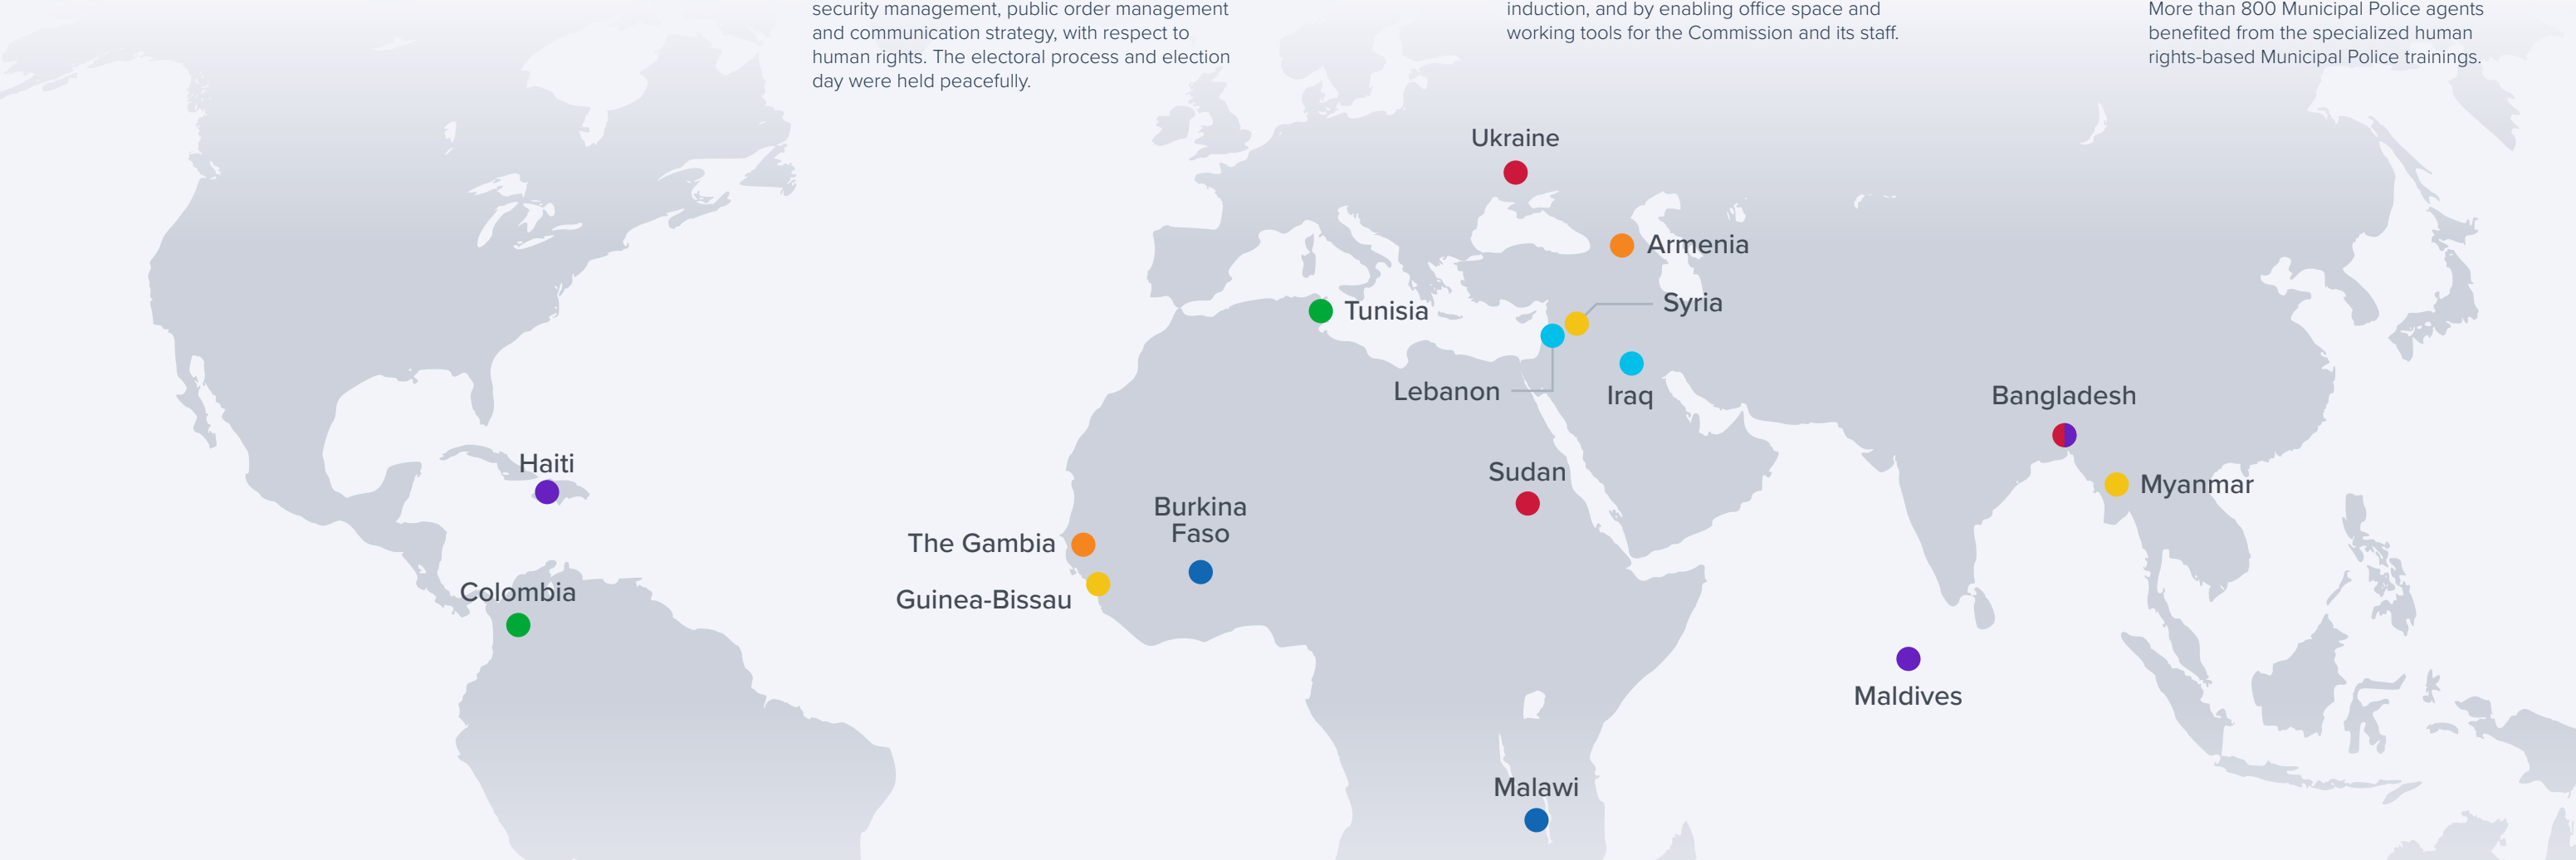 security management, public order management
and communication strategy, with respect to
human rights. The electoral process and election
day were held peacefully.
induction, and by enabling office space and
working tools for the Commission and its staff.
More than 800 Municipal Police agents
benefited from the specialized human
rights-based Municipal Police trainings.
Ukraine
Armenia
Syria
Tunisia
Lebanon
Iraq
Bangladesh
Haiti
Sudan
Myanmar
Burkina
Faso
The Gambia
Colombia
Guinea-Bissau
Maldives
Malawi